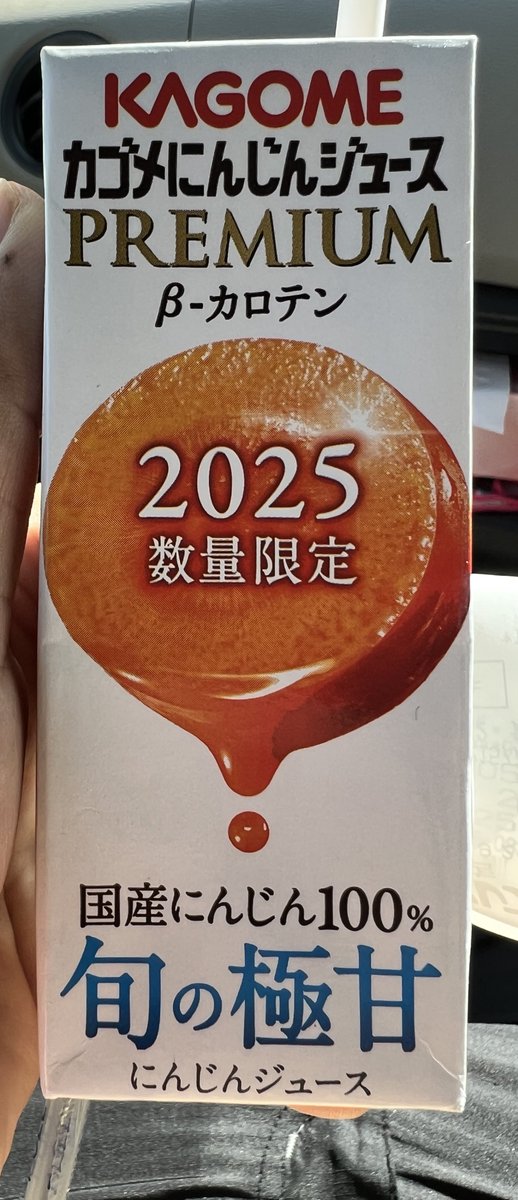 KAGOME
カゴメにんじんジュース
PREMIUM
β-カロテン
2025
数量限定
国産にんじん100%
旬の極甘
にんじんジュース